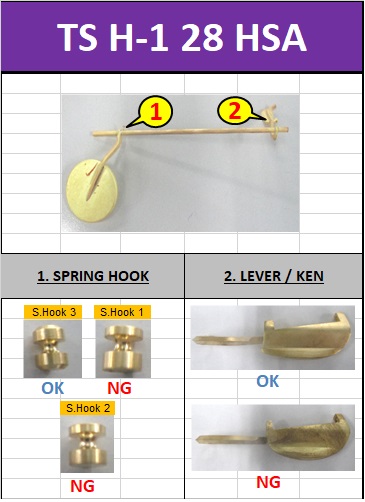 TS H-1 28 HSA
1 2
1. SPRING HOOK 2. LEVER / KEN
S.Hook 3 S.Hook 1
OK NG
OK
S.Hook 2
NG
NG